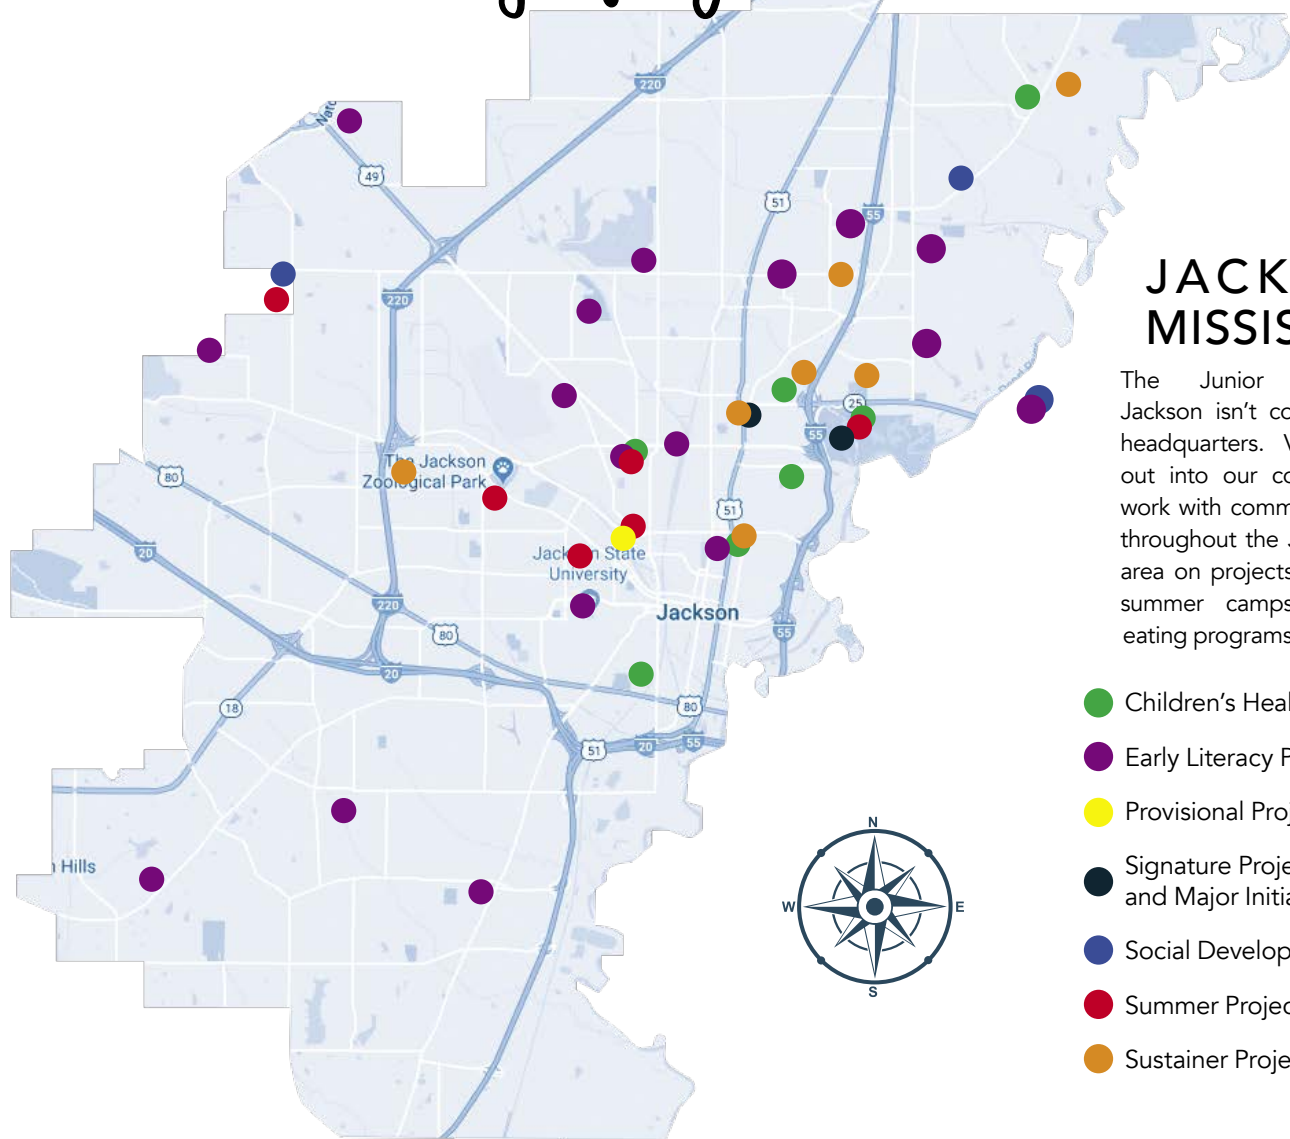 220
Natc
49
51
55
220
JACK
MISSIS
The Junior
Jackson isn't co
headquarters. V
out into our co
work with comm
throughout the J
area on projects
summer camps
eating programs
25
55
The Jackson
Zoological Park
80
51
20
Jackson State
University
220
Jackson
80
55
20
18
80
51
20
55
n Hills
N
W
E
S
Children's Heal
Early Literacy P
Provisional Proj
Signature Proje
and Major Initia
Social Develop
Summer Projec
Sustainer Proje